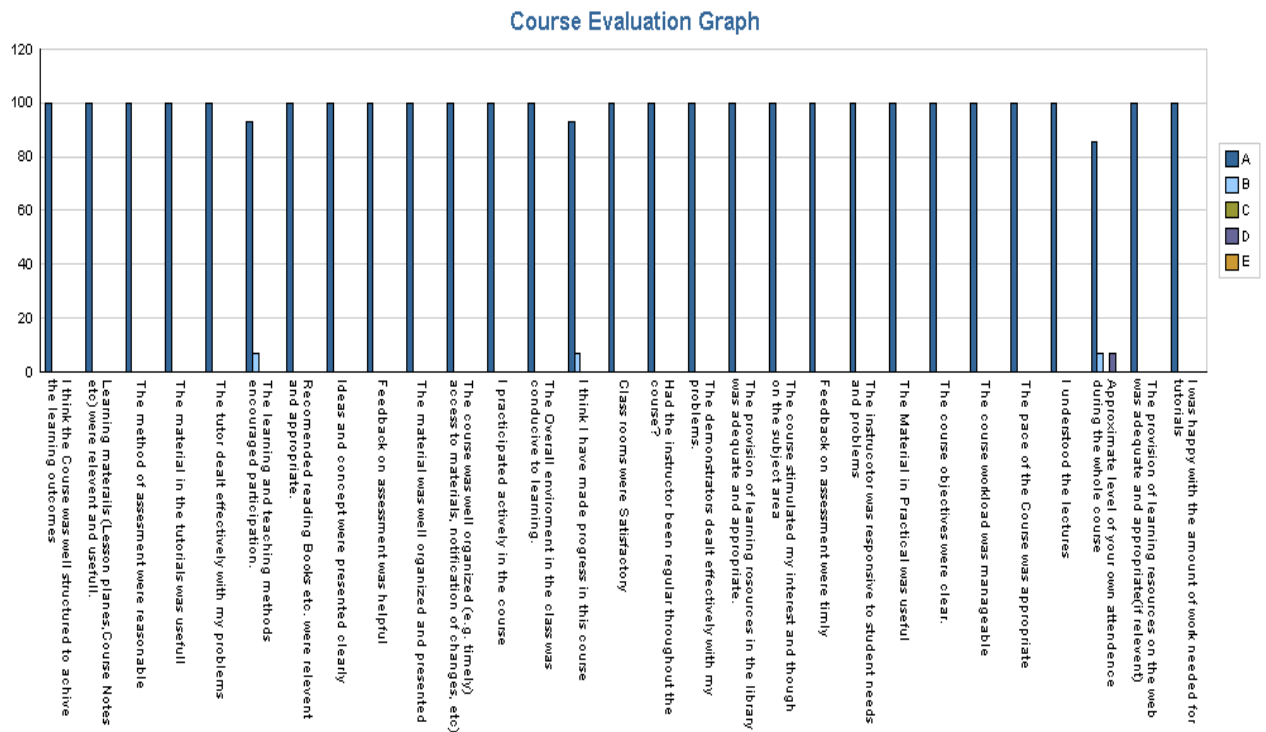 Course Evaluation Graph
120
100
80
60
40
20
0
I think the Course was well structured to achive
the learning outcomes
Learning materails (Lesson planes,Course Notes
etc) were relevent and usefull.
The method of assesment were reasonable
The material in the tutorials was usefull
The tutor dealt effectively with my problems
The learning and teaching methods
encouraged participation.
Recomended reading Books etc. were relevent
and appropriate.
Ideas and concept were presented clearly
Feedback on assessment was helpful
The material was well organized and presented
The course was well organized (e.g. timely)
access to materials, notification of changes, etc)
I practicipated actively in the course
The Overall enviroment in the class was
conducive to learning.
I think I have made progress in this course
Class rooms were Satisfactory
Had the instructor been regular throughout the
course?
The demonstrators dealt effectively with my
problems.
The provision of learning rosources in the library
was adequate and appropriate.
The course stimulated my interest and though
on the subject area
Feedback on assessment were timly
The instrucotor was responsive to student needs
and problems
The Material in Practical was useful
The course objectives were clear.
The course workload was manageable
The pace of the Course was appropriate
I understood the lectures
Approximate level of your own attendence
during the whole course
The provision of learning resources on the web
was adequate and appropriate(if relevent)
I was happy with the amount of work needed for
tutorials
A
B
C
D
E